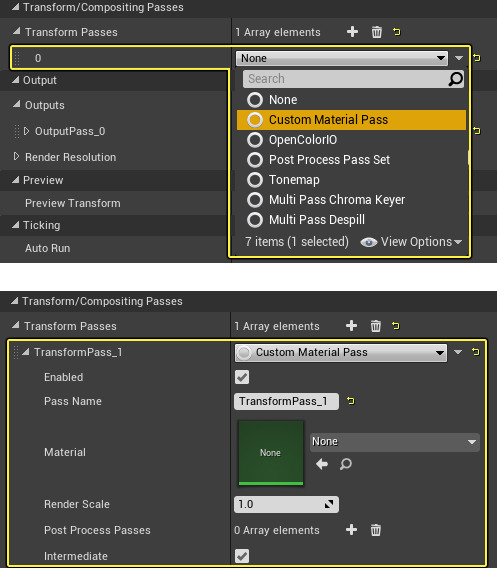 Transform/Compositing Passes
Transform Passes 1 Array elements
0 None
Search
None
Custom Material Pass
OpenColorIO
Post Process Pass Set
Tonemap
Multi Pass Chroma Keyer
Multi Pass Despill
7 items (1 selected) View Options
Output
Outputs
OutputPass_0
Render Resolution
Preview
Preview Transform
Ticking
Auto Run
Transform/Compositing Passes
Transform Passes 1 Array elements
TransformPass_1 Custom Material Pass
Enabled
Pass Name TransformPass_1
Material None None
Render Scale 1.0
Post Process Passes 0 Array elements
Intermediate